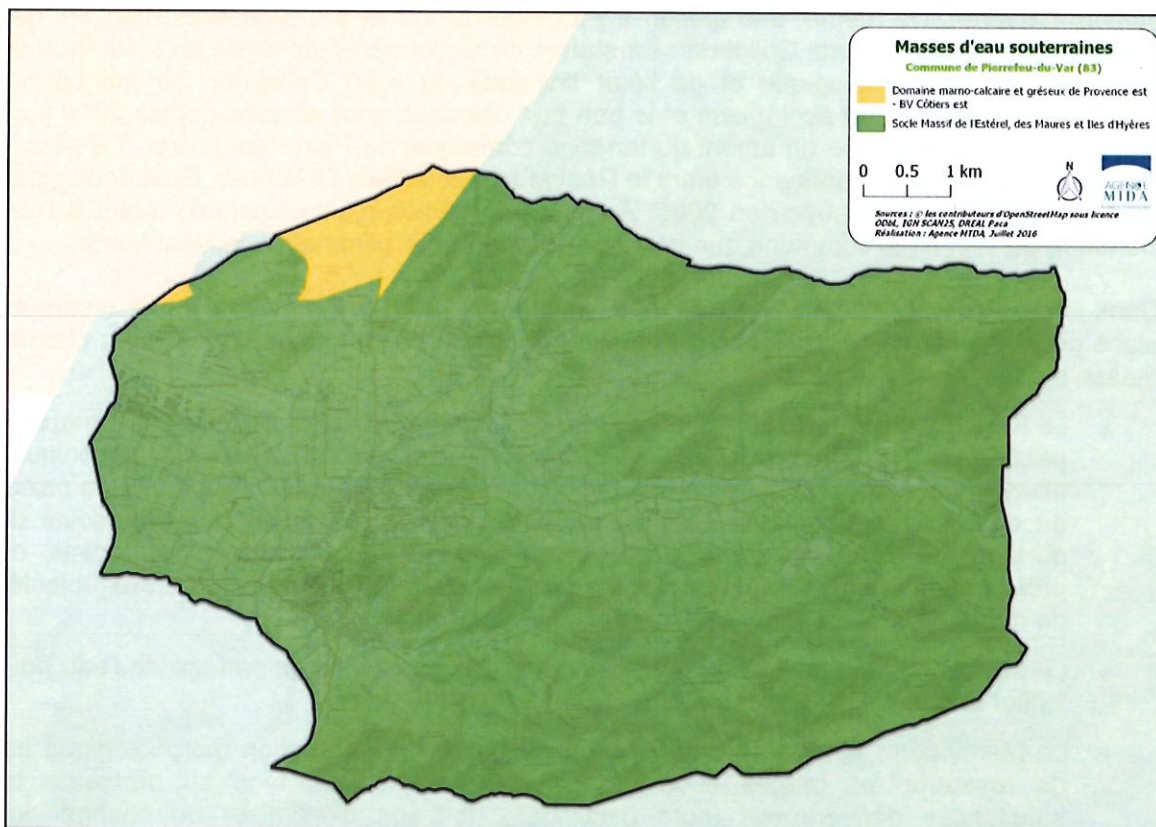 Masses d'eau souterraines
Commune de Pierrefeu-du-Var (83)
Domaine marno-calcaire et gréseux de Provence est
- BV Côtiers est
Socle Massif de l'Estérel, des Maures et Iles d'Hyères
0 0.5 1 km
N
AGENCE
MTDA
Sources : © les contributeurs d'OpenStreetMap sous licence
ODbL, IGN SCAN25, DREAL Paca
Réalisation : Agence MTDA, Juillet 2016